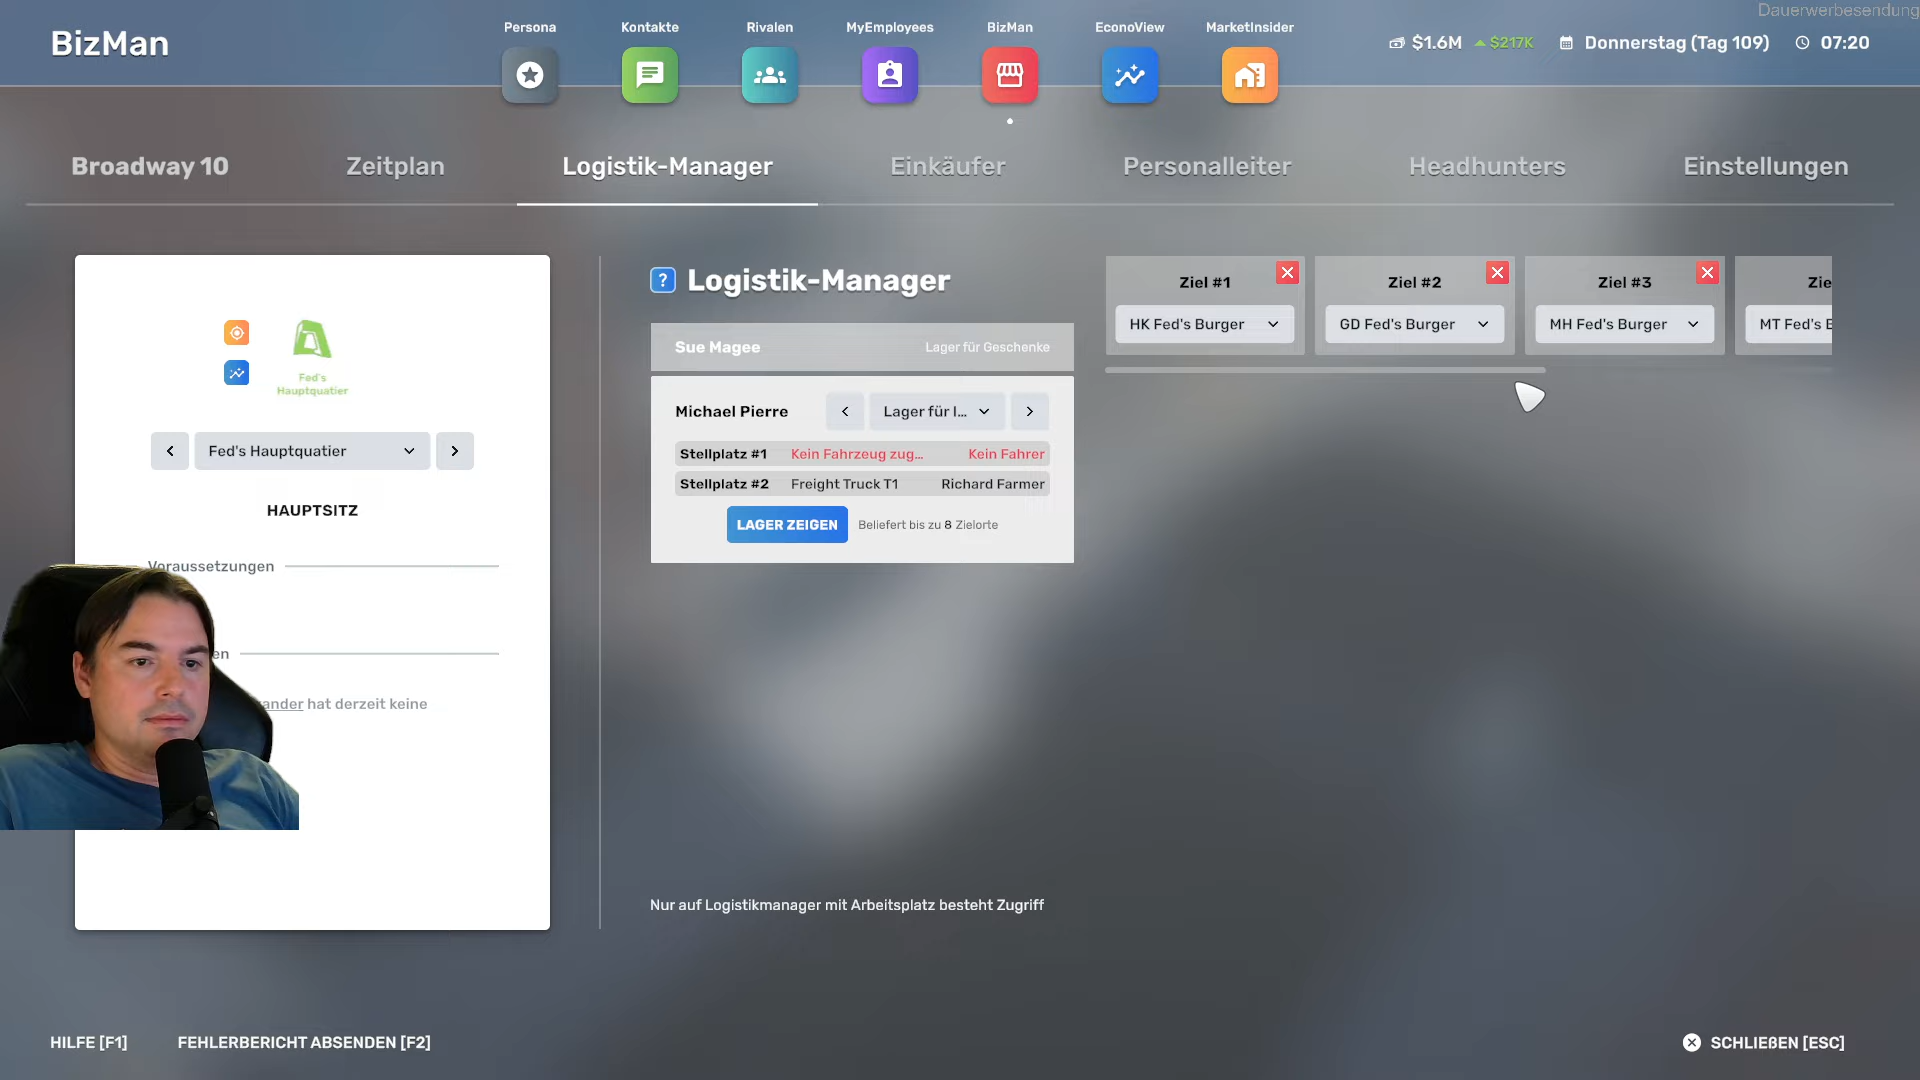 Dauerwerbesendung
BizMan
Persona
Kontakte
Rivalen
MyEmployees
BizMan
EconoView
MarketInsider
$1.6M
$217K
Donnerstag (Tag 109)
07:20
Broadway 10
Zeitplan
Logistik-Manager
Einkäufer
Personalleiter
Headhunters
Einstellungen
Fed's
Hauptquatier
Fed's Hauptquatier
HAUPTSITZ
Voraussetzungen
en
ander hat derzeit keine
? Logistik-Manager
Sue Magee
Lager für Geschenke
Michael Pierre
Lager für I...
Stellplatz #1
Kein Fahrzeug zug...
Kein Fahrer
Stellplatz #2
Freight Truck T1
Richard Farmer
LAGER ZEIGEN
Beliefert bis zu 8 Zielorte
Nur auf Logistikmanager mit Arbeitsplatz besteht Zugriff
Ziel #1
HK Fed's Burger
Ziel #2
GD Fed's Burger
Ziel #3
MH Fed's Burger
Zie
MT Fed's B
HILFE [F1]
FEHLERBERICHT ABSENDEN [F2]
SCHLIEßEN [ESC]